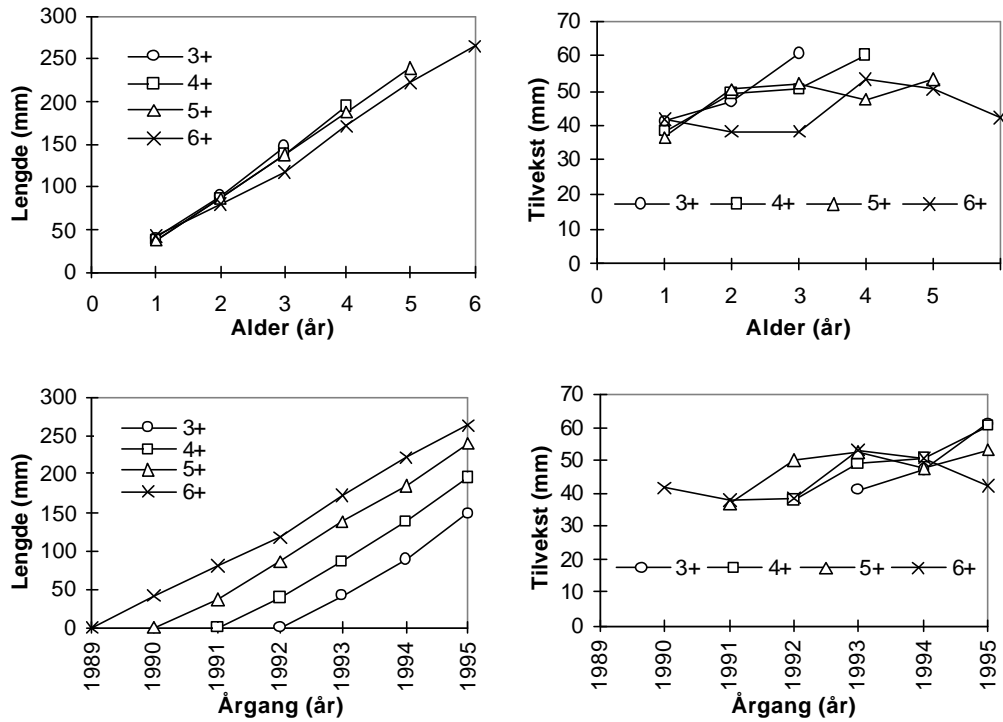 300
250
200
150
100
50
0
Lengde (mm)
3+
4+
5+
6+
0 1 2 3 4 5 6
Alder (år)
70
60
50
40
30
20
10
0
Tilvekst (mm)
3+ 4+ 5+ 6+
0 1 2 3 4 5
Alder (år)
300
250
200
150
100
50
0
Lengde (mm)
3+
4+
5+
6+
1989 1990 1991 1992 1993 1994 1995
Årgang (år)
70
60
50
40
30
20
10
0
Tilvekst (mm)
3+ 4+ 5+ 6+
1989 1990 1991 1992 1993 1994 1995
Årgang (år)